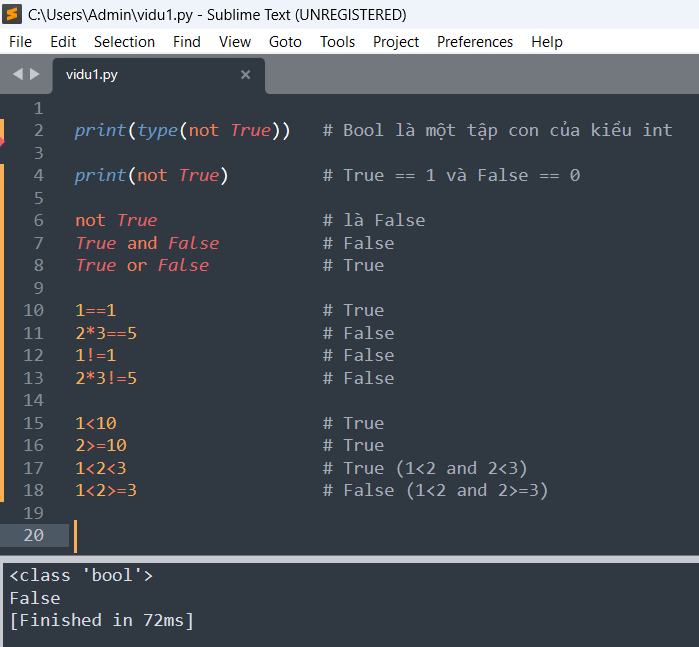 C:\Users\Admin\vidu1.py - Sublime Text (UNREGISTERED)
File Edit Selection Find View Goto Tools Project Preferences Help
vidu1.py ×
1
2 print(type(not True)) # Bool là một tập con của kiểu int
3
4 print(not True) # True == 1 và False == 0
5
6 not True # là False
7 True and False # False
8 True or False # True
9
10 1==1 # True
11 2*3==5 # False
12 1!=1 # False
13 2*3!=5 # False
14
15 1<10 # True
16 2>=10 # True
17 1<2<3 # True (1<2 and 2<3)
18 1<2>=3 # False (1<2 and 2>=3)
19
20
<class 'bool'>
False
[Finished in 72ms]